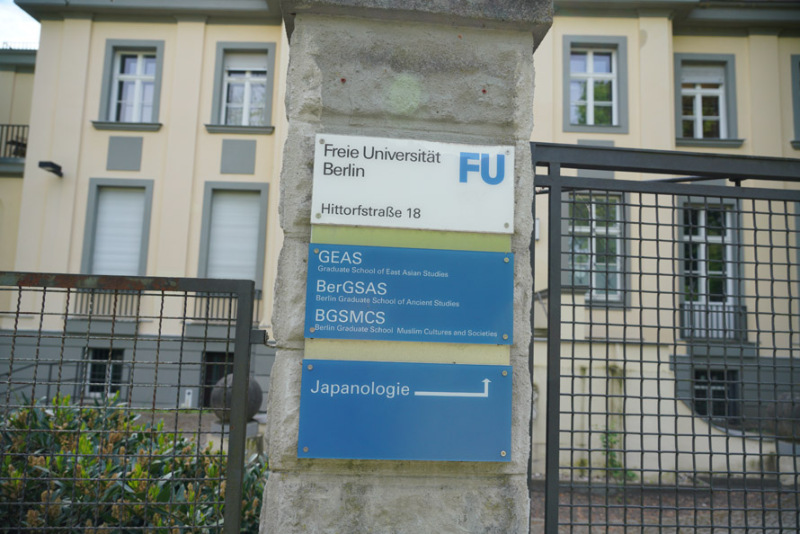 Freie Universität
Berlin
FU
Hittorfstraße 18
GEAS
Graduate School of East Asian Studies
BerGSAS
Berlin Graduate School of Ancient Studies
BGSMCS
Berlin Graduate School Muslim Cultures and Societies
Japanologie